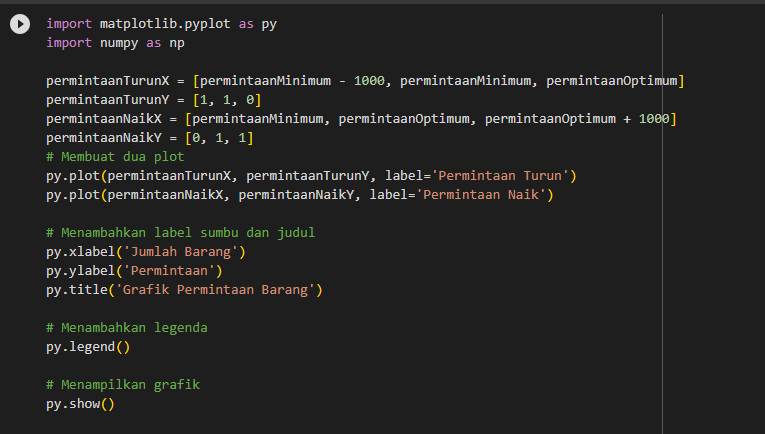 import matplotlib.pyplot as py
import numpy as np
permintaanTurunX = [permintaanMinimum - 1000, permintaanMinimum, permintaanOptimum]
permintaanTurunY = [1, 1, 0]
permintaanNaikX = [permintaanMinimum, permintaanOptimum, permintaanOptimum + 1000]
permintaanNaikY = [0, 1, 1]
# Membuat dua plot
py.plot(permintaanTurunX, permintaanTurunY, label='Permintaan Turun')
py.plot(permintaanNaikX, permintaanNaikY, label='Permintaan Naik')
# Menambahkan label sumbu dan judul
py.xlabel('Jumlah Barang')
py.ylabel('Permintaan')
py.title('Grafik Permintaan Barang')
# Menambahkan legenda
py.legend()
# Menampilkan grafik
py.show()